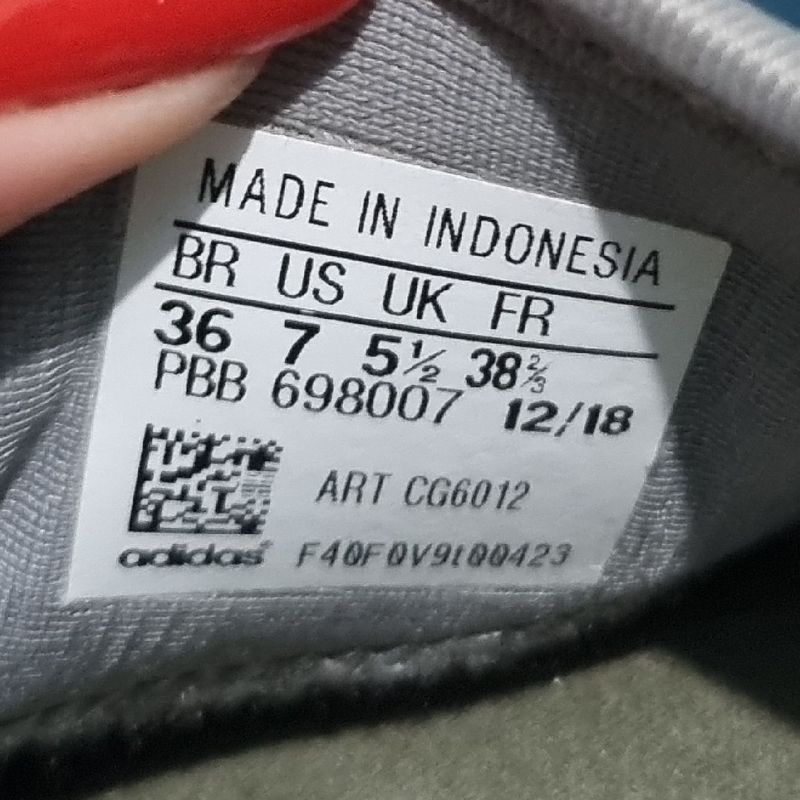 MADE IN INDONESIA
BR US UK FR
36 7 5½ 38⅔
PBB 698007 12/18
ART CG6012
adidas F40F0V9t00423